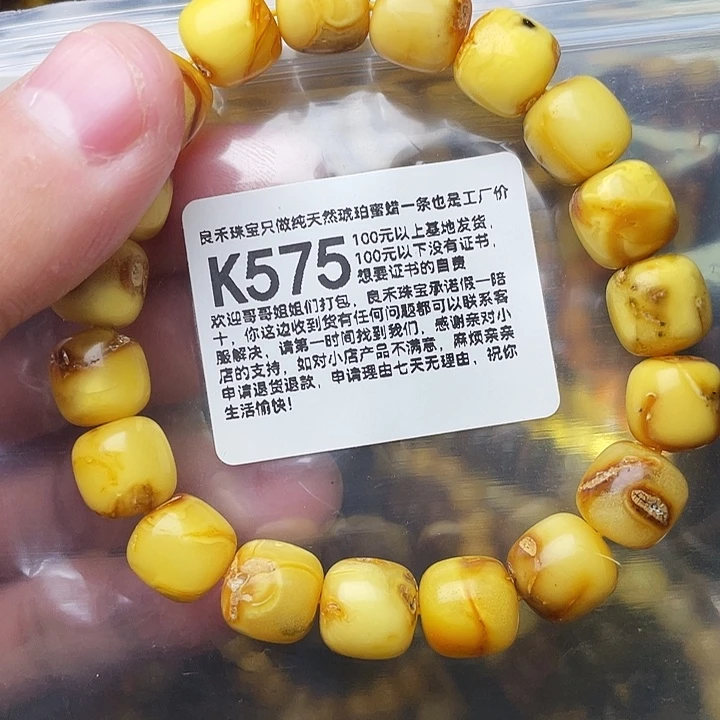 良禾珠宝只做纯天然琥珀蜜蜡一条也是工厂价
K575
100元以上基地发货，
100元以下没有证书，
想要证书的自费
欢迎哥哥姐姐们打包，良禾珠宝承诺假一陪
十，你这边收到货有任何问题都可以联系客
服解决，请第一时间找到我们，感谢亲对小
店的支持，如对小店产品不满意，麻烦亲亲
申请退货退款，申请理由七天无理由，祝你
生活愉快！